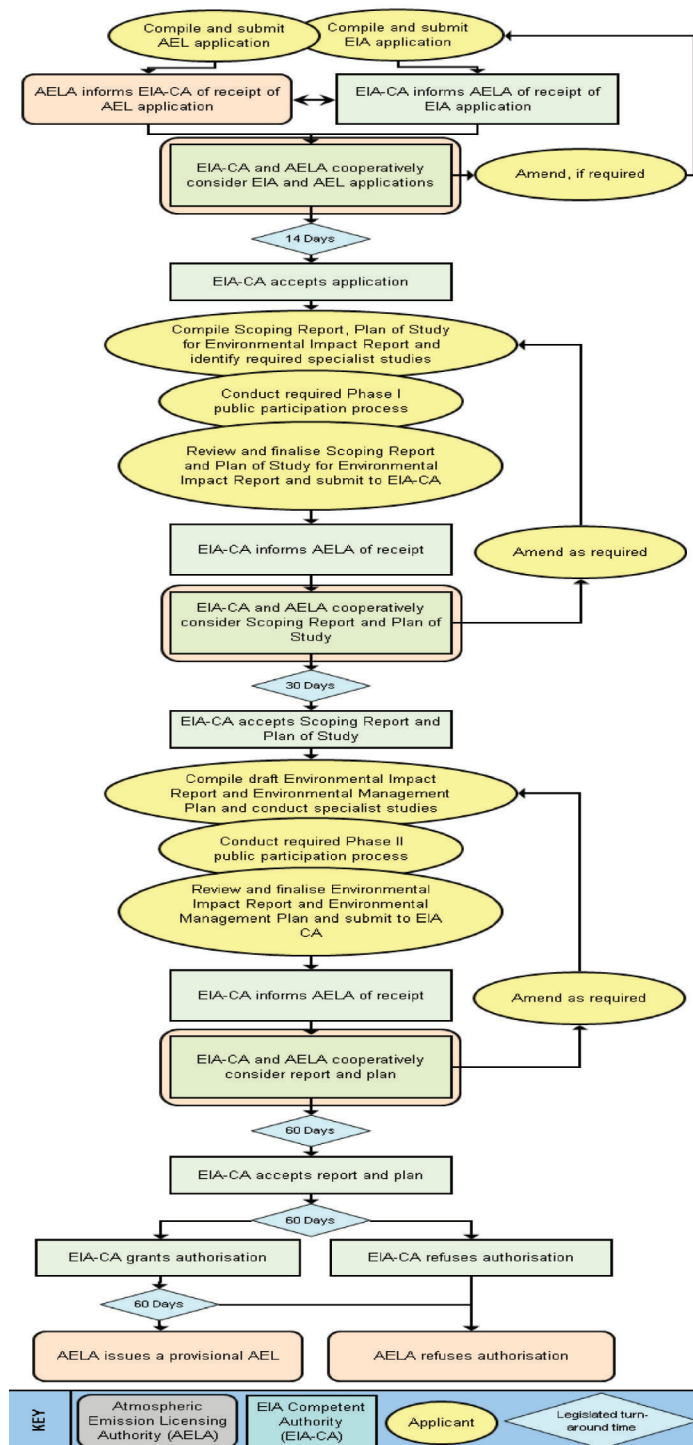 Compile and submit
AEL application
Compile and submit
EIA application
AELA informs EIA-CA of receipt of
AEL application
EIA-CA informs AELA of receipt of
EIA application
EIA-CA and AELA cooperatively
consider EIA and AEL applications
Amend, if required
14 Days
EIA-CA accepts application
Compile Scoping Report, Plan of Study
for Environmental Impact Report and
identify required specialist studies
Conduct required Phase I
public participation process
Review and finalise Scoping Report
and Plan of Study for Environmental
Impact Report and submit to EIA-CA
EIA-CA informs AELA of receipt
Amend as required
EIA-CA and AELA cooperatively
consider Scoping Report and Plan of
Study
30 Days
EIA-CA accepts Scoping Report and
Plan of Study
Compile draft Environmental Impact
Report and Environmental Management
Plan and conduct specialist studies
Conduct required Phase II
public participation process
Review and finalise Environmental
Impact Report and Environmental
Management Plan and submit to EIA
CA
EIA-CA informs AELA of receipt
Amend as required
EIA-CA and AELA cooperatively
consider report and plan
60 Days
EIA-CA accepts report and plan
60 Days
EIA-CA grants authorisation
EIA-CA refuses authorisation
60 Days
AELA issues a provisional AEL
AELA refuses authorisation
KEY
Atmospheric
Emission Licensing
Authority (AELA)
EIA Competent
Authority
(EIA-CA)
Applicant
Legislated turn-
around time